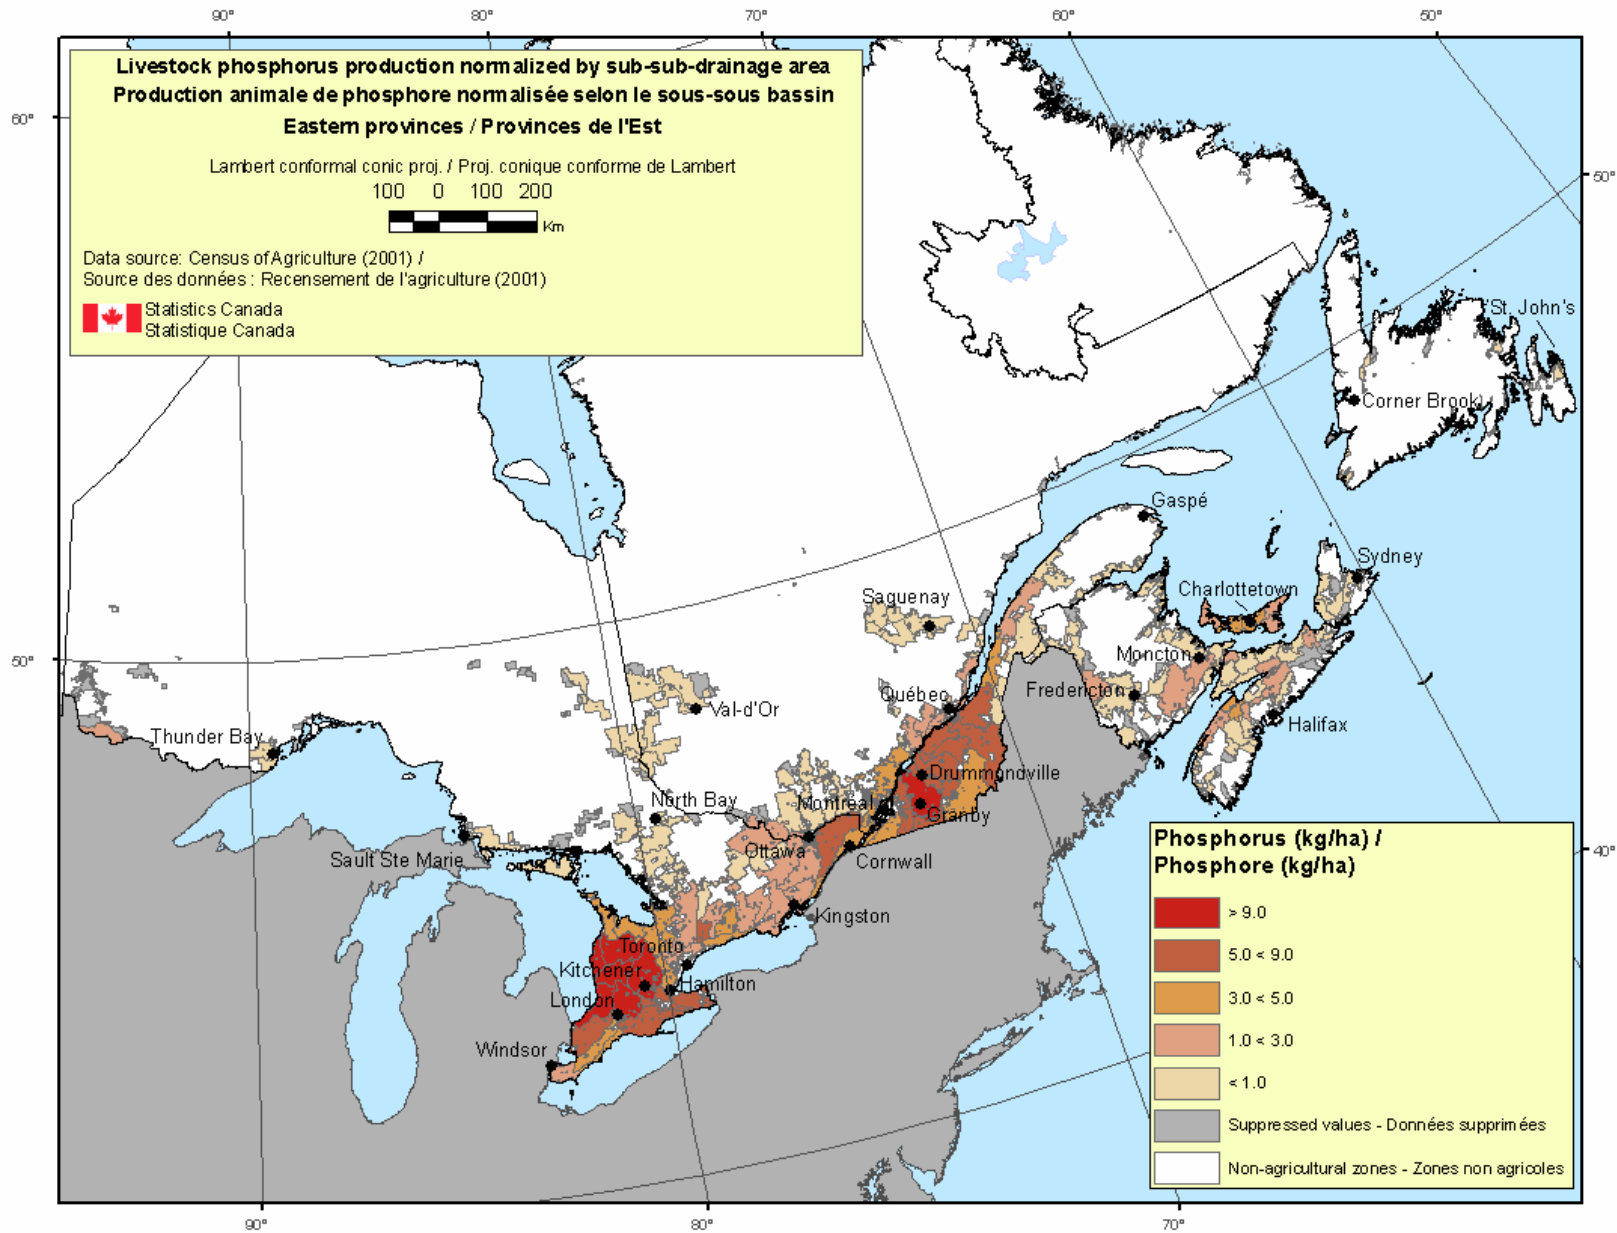 90°
80°
70°
60°
50°
Livestock phosphorus production normalized by sub-sub-drainage area
Production animale de phosphore normalisée selon le sous-sous bassin
Eastern provinces / Provinces de l'Est
Lambert conformal conic proj. / Proj. conique conforme de Lambert
100 0 100 200
Km
Data source: Census of Agriculture (2001) /
Source des données : Recensement de l'agriculture (2001)
Statistics Canada
Statistique Canada
60°
50°
St. John's
Corner Brook
Gaspé
Sydney
Charlottetown
Saguenay
50°
Moncton
Fredericton
Québec
Val-d'Or
Halifax
Thunder Bay
Drummondville
North Bay
Montréal
Granby
Ottawa
Cornwall
Sault Ste Marie
40°
Kingston
Toronto
Kitchener
Hamilton
London
Windsor
Phosphorus (kg/ha) /
Phosphore (kg/ha)
> 9.0
5.0 < 9.0
3.0 < 5.0
1.0 < 3.0
< 1.0
Suppressed values - Données supprimées
Non-agricultural zones - Zones non agricoles
90°
80°
70°